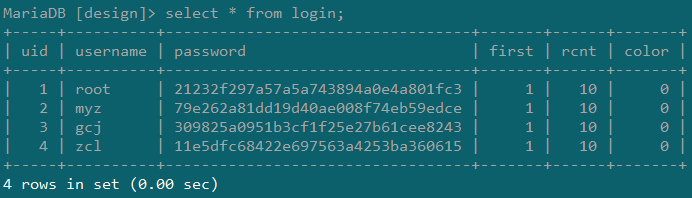 MariaDB [design]> select * from login;
+-----+----------+----------------------------------+-------+------+-------+
| uid | username | password | first | rcnt | color |
+-----+----------+----------------------------------+-------+------+-------+
| 1 | root | 21232f297a57a5a743894a0e4a801fc3 | 1 | 10 | 0 |
| 2 | myz | 79e262a81dd19d40ae008f74eb59edce | 1 | 10 | 0 |
| 3 | gcj | 309825a0951b3cf1f25e27b61cee8243 | 1 | 10 | 0 |
| 4 | zcl | 11e5dfc68422e697563a4253ba360615 | 1 | 10 | 0 |
+-----+----------+----------------------------------+-------+------+-------+
4 rows in set (0.00 sec)